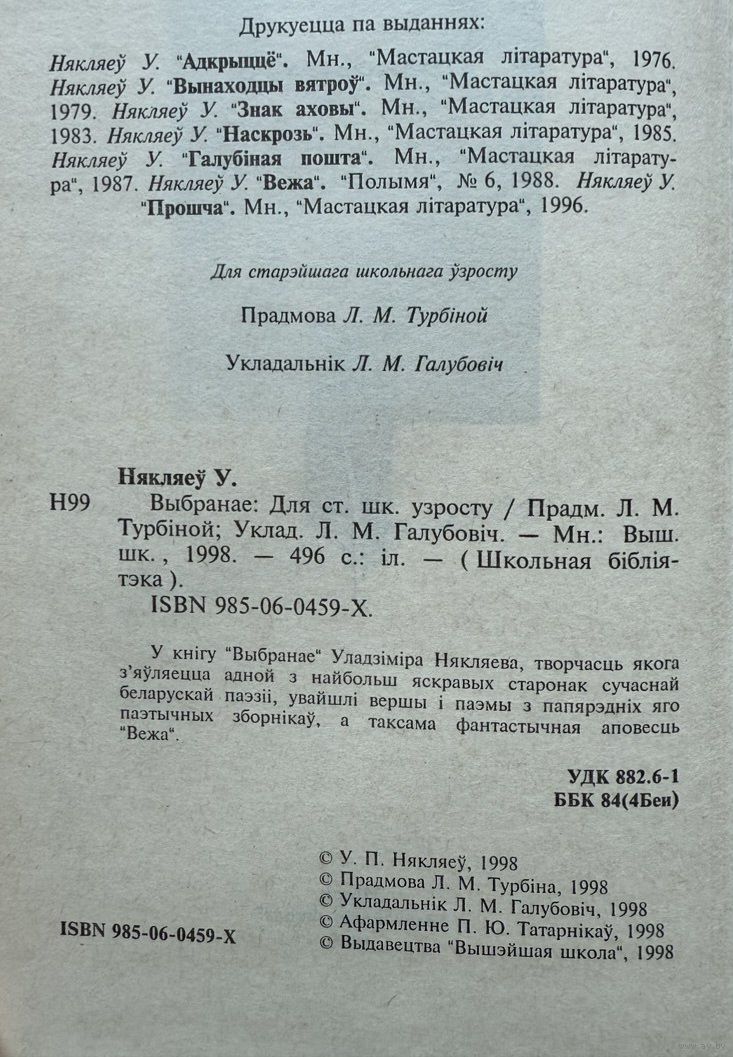 Друкуецца па выданнях:
Някляеў У. "Адкрыццё". Мн., "Мастацкая літаратура", 1976.
Някляеў У. "Вынаходцы вятроў". Мн., "Мастацкая літаратура",
1979. Някляеў У. "Знак аховы". Мн., "Мастацкая літаратура",
1983. Някляеў У. "Наскрозь". Мн., "Мастацкая літаратура", 1985.
Някляеў У. "Галубіная пошта". Мн., "Мастацкая літарату-
ра", 1987. Някляеў У. "Вежа". "Полымя", № 6, 1988. Някляеў У.
"Прошча". Мн., "Мастацкая літаратура", 1996.
Для старэйшага школьнага ўзросту
Прадмова Л. М. Турбіной
Укладальнік Л. М. Галубовіч
Някляеў У.
Н99 Выбранае: Для ст. шк. узросту / Прадм. Л. М.
Турбіной; Уклад. Л. М. Галубовіч. — Мн.: Выш.
шк. , 1998. — 496 с.: іл. — ( Школьная біблія-
тэка ).
ISBN 985-06-0459-X.
У кнігу "Выбранае" Уладзіміра Някляева, творчасць якога
з'яўляецца адной з найбольш яскравых старонак сучаснай
беларускай паэзіі, увайшлі вершы і паэмы з папярэдніх яго
паэтычных зборнікаў, а таксама фантастычная аповесць
"Вежа".
УДК 882.6-1
ББК 84(4Беи)
© У. П. Някляеў, 1998
© Прадмова Л. М. Турбіна, 1998
© Укладальнік Л. М. Галубовіч, 1998
© Афармленне П. Ю. Татарнікаў, 1998
ISBN 985-06-0459-X © Выдавецтва "Вышэйшая школа", 1998
www.ay.by